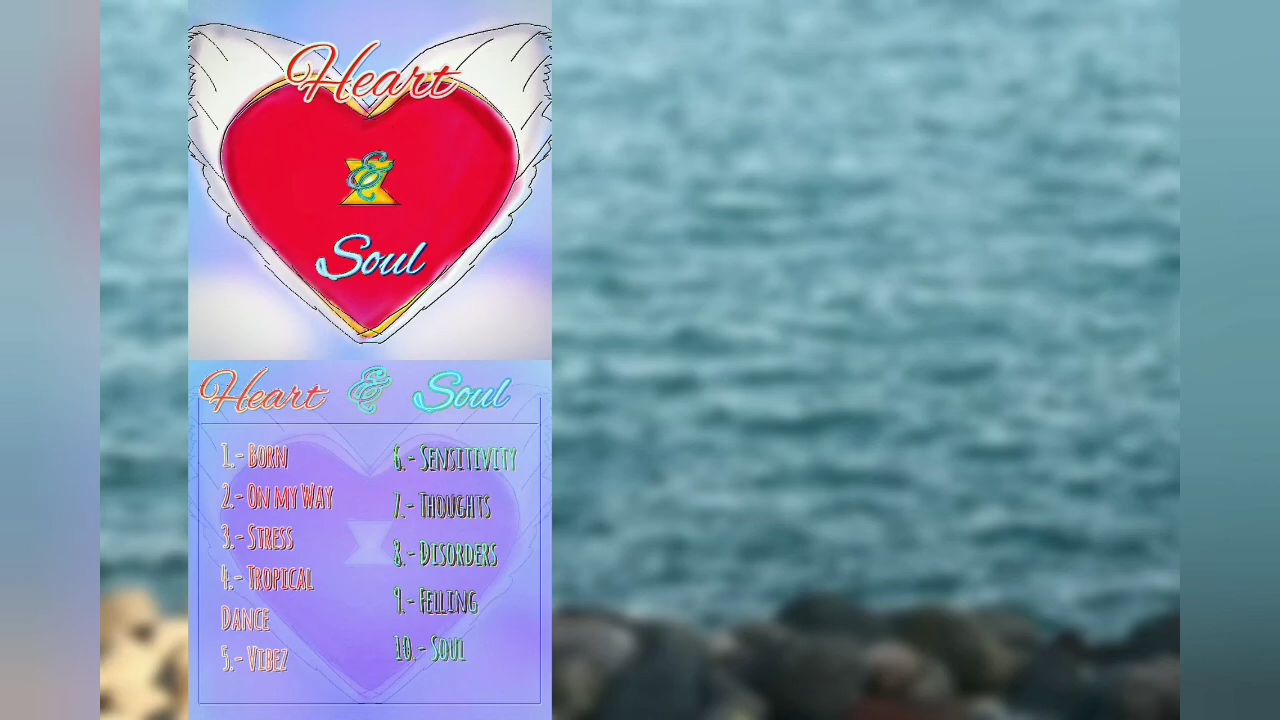 Heart
&
Soul
Heart & Soul
1.- Born
2.- On my Way
3.- Stress
4.- Tropical
Dance
5.- Vibez
6.- Sensitivity
7.- Thoughts
8.- Disorders
9.- Felling
10.- Soul